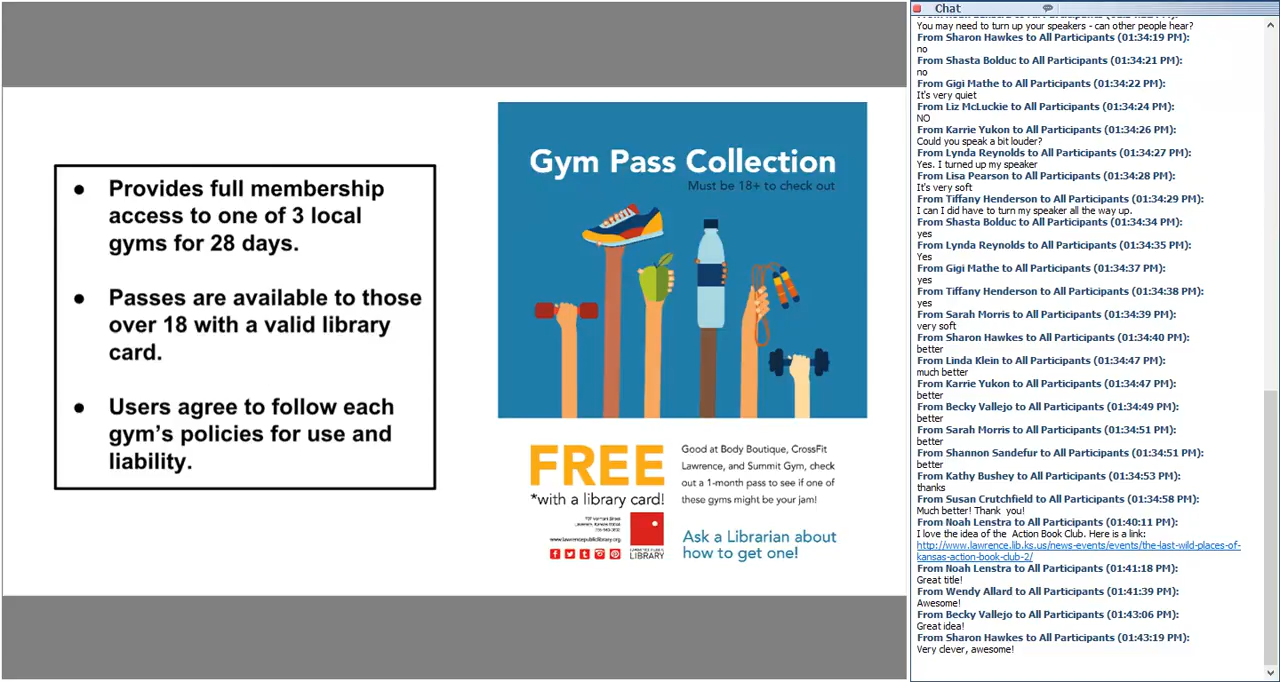 ● Provides full membership
access to one of 3 local
gyms for 28 days.
● Passes are available to those
over 18 with a valid library
card.
● Users agree to follow each
gym's policies for use and
liability.
Gym Pass Collection
Must be 18+ to check out
FREE
*with a library card!
www.lawrencepubliclibrary.org
LIBRARY
Good at Body Boutique, CrossFit
Lawrence, and Summit Gym, check
out a 1-month pass to see if one of
these gyms might be your jam!
Ask a Librarian about
how to get one!
Chat
You may need to turn up your speakers - can other people hear?
From Sharon Hawkes to All Participants (01:34:19 PM):
no
From Shasta Bolduc to All Participants (01:34:21 PM):
no
From Gigi Mathe to All Participants (01:34:22 PM):
It's very quiet
From Liz McLuckie to All Participants (01:34:24 PM):
NO
From Karrie Yukon to All Participants (01:34:26 PM):
Could you speak a bit louder?
From Lynda Reynolds to All Participants (01:34:27 PM):
Yes. I turned up my speaker
From Lisa Pearson to All Participants (01:34:28 PM):
It's very soft
From Tiffany Henderson to All Participants (01:34:29 PM):
I can I did have to turn my speaker all the way up.
From Shasta Bolduc to All Participants (01:34:34 PM):
yes
From Lynda Reynolds to All Participants (01:34:35 PM):
Yes
From Gigi Mathe to All Participants (01:34:37 PM):
yes
From Tiffany Henderson to All Participants (01:34:38 PM):
yes
From Sarah Morris to All Participants (01:34:39 PM):
very soft
From Sharon Hawkes to All Participants (01:34:40 PM):
better
From Linda Klein to All Participants (01:34:47 PM):
much better
From Karrie Yukon to All Participants (01:34:47 PM):
better
From Becky Vallejo to All Participants (01:34:49 PM):
better
From Sarah Morris to All Participants (01:34:51 PM):
better
From Shannon Sandefur to All Participants (01:34:51 PM):
better
From Kathy Bushey to All Participants (01:34:53 PM):
thanks
From Susan Crutchfield to All Participants (01:34:58 PM):
Much better! Thank you!
From Noah Lenstra to All Participants (01:40:11 PM):
I love the idea of the Action Book Club. Here is a link:
http://www.lawrence.lib.ks.us/news-events/events/the-last-wild-places-of-
kansas-action-book-club-2/
From Noah Lenstra to All Participants (01:41:18 PM):
Great title!
From Wendy Allard to All Participants (01:41:39 PM):
Awesome!
From Becky Vallejo to All Participants (01:43:06 PM):
Great idea!
From Sharon Hawkes to All Participants (01:43:19 PM):
Very clever, awesome!